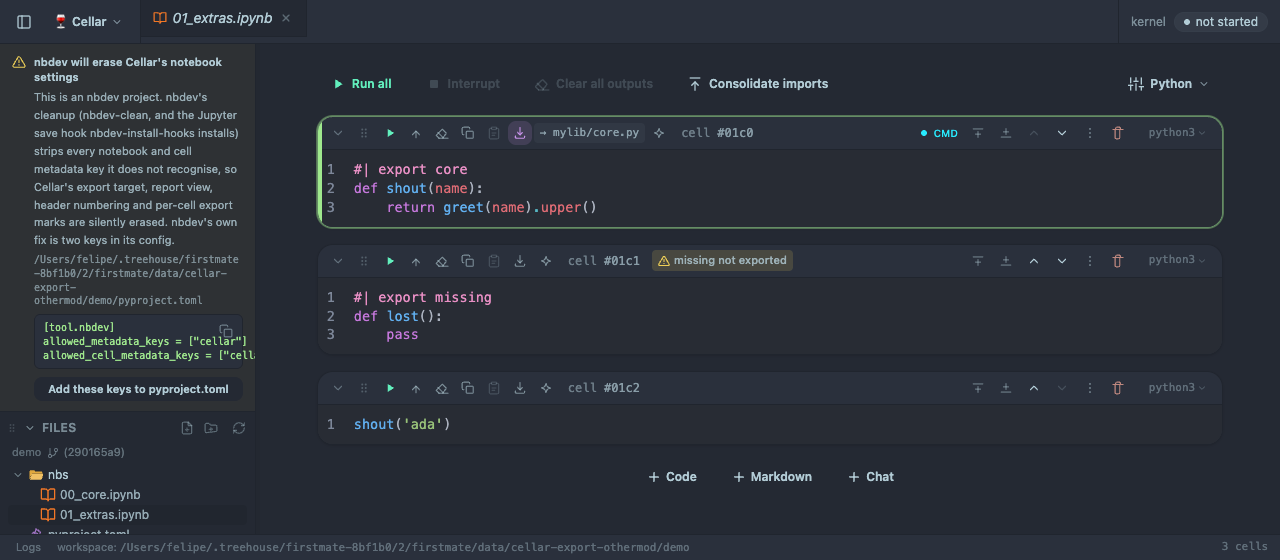 Cellar
01_extras.ipynb
kernel
not started
nbdev will erase Cellar's notebook
settings
This is an nbdev project. nbdev's
cleanup (nbdev-clean, and the Jupyter
save hook nbdev-install-hooks installs)
strips every notebook and cell
metadata key it does not recognise, so
Cellar's export target, report view,
header numbering and per-cell export
marks are silently erased. nbdev's own
fix is two keys in its config.
/Users/felipe/.treehouse/firstmate
-8bf1b0/2/firstmate/data/cellar-
export-
othermod/demo/pyproject.toml
[tool.nbdev]
allowed_metadata_keys = ["cellar"]
allowed_cell_metadata_keys = ["cella
Add these keys to pyproject.toml
FILES
demo (290165a9)
nbs
00_core.ipynb
01_extras.ipynb
pyproject.toml
Run all
Interrupt
Clear all outputs
Consolidate imports
Python
→ mylib/core.py
cell #01c0
CMD
python3
1 #| export core
2 def shout(name):
3 return greet(name).upper()
cell #01c1
missing not exported
python3
1 #| export missing
2 def lost():
3 pass
cell #01c2
python3
1 shout('ada')
+ Code
+ Markdown
+ Chat
Logs
workspace: /Users/felipe/.treehouse/firstmate-8bf1b0/2/firstmate/data/cellar-export-othermod/demo
3 cells